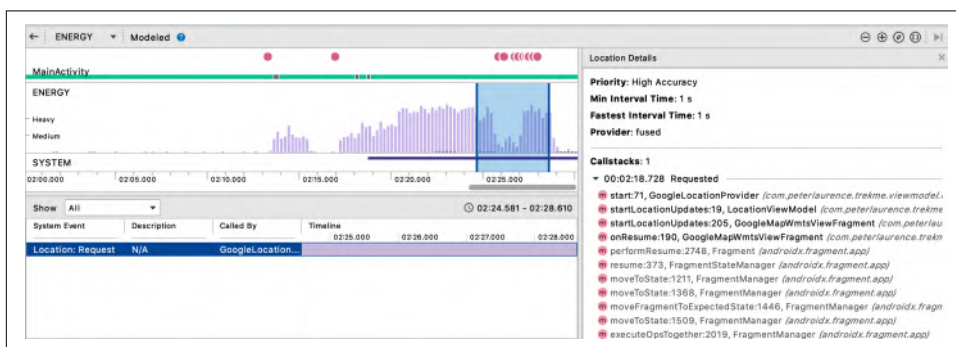 ← ENERGY Modeled ?
MainActivity
ENERGY
Heavy
Medium
SYSTEM
02:00.000 02:05.000 02:10.000 02:15.000 02:20.000 02:25.000
Show All 02:24.581 - 02:28.610
System Event Description Called By Timeline
02:25.000 02:26.000 02:27.000 02:28.000
Location: Request N/A GoogleLocation...
Location Details
Priority: High Accuracy
Min Interval Time: 1 s
Fastest Interval Time: 1 s
Provider: fused
Callstacks: 1
00:02:18.728 Requested
m start:71, GoogleLocationProvider (com.peterlaurence.trekme.viewmodel.
m startLocationUpdates:19, LocationViewModel (com.peterlaurence.trekme
m startLocationUpdates:205, GoogleMapWmtsViewFragment (com.peterlau
m onResume:190, GoogleMapWmtsViewFragment (com.peterlaurence.trekn
m performResume:2748, Fragment (androidx.fragment.app)
m resume:373, FragmentStateManager (androidx.fragment.app)
m moveToState:1211, FragmentManager (androidx.fragment.app)
m moveToState:1368, FragmentManager (androidx.fragment.app)
m moveFragmentToExpectedState:1446, FragmentManager (androidx.fragn
m moveToState:1509, FragmentManager (androidx.fragment.app)
m executeOpsTogether:2019, FragmentManager (androidx.fragment.app)